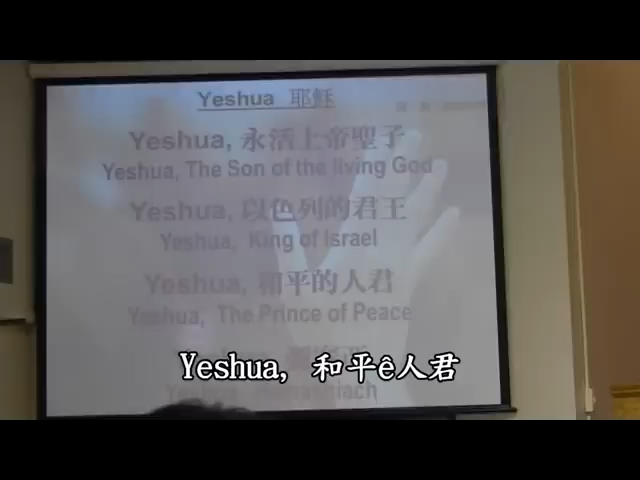 Yeshua 耶穌
Yeshua, 永活上帝聖子
Yeshua, The Son of the living God
Yeshua, 以色列的君王
Yeshua, King of Israel
Yeshua, 和平的人君
Yeshua, The Prince of Peace
Yeshua, 和平ê人君